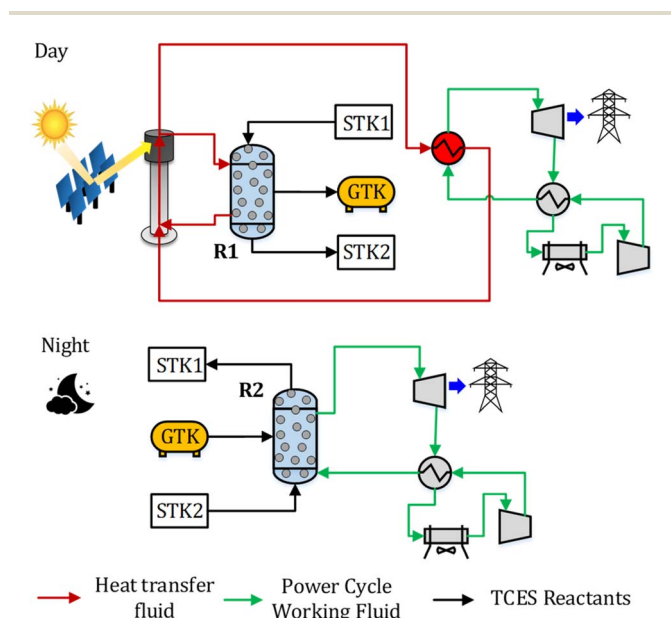 Day
STK1
GTK
R1
STK2
Night
STK1
R2
GTK
STK2
Heat transfer
fluid
Power Cycle
Working Fluid
TCES Reactants